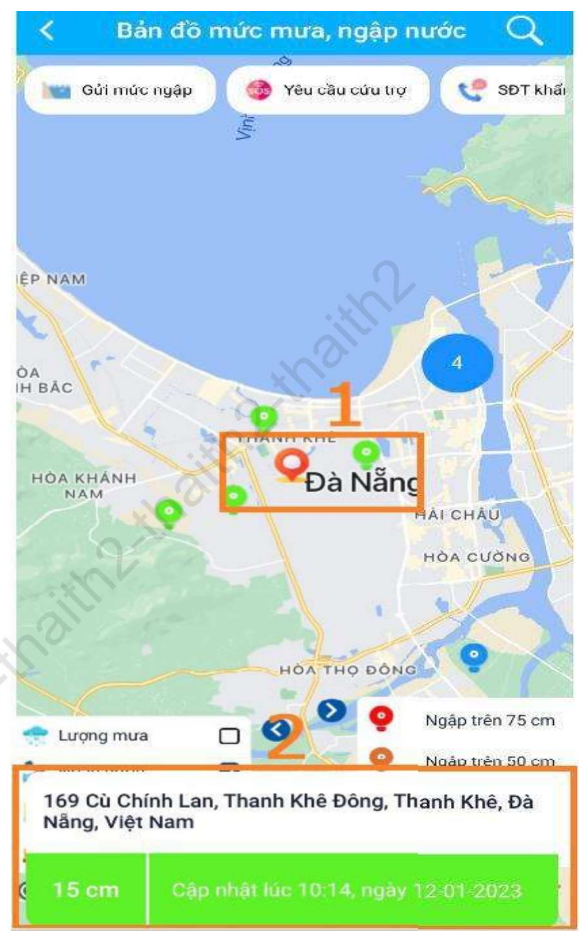 Bản đồ mức mưa, ngập nước
Gửi mức ngập
SOS
Yêu cầu cứu trợ
SĐT khẩn
Vịnh
ỆP NAM
4
ÒA
H BẮC
1
THANH KHÊ
Đà Nẵng
HÒA KHÁNH
NAM
HẢI CHÂU
HÒA CƯỜNG
HÒA THỌ ĐÔNG
2
Lượng mưa
Ngập trên 75 cm
Ngập trên 50 cm
169 Cù Chính Lan, Thanh Khê Đông, Thanh Khê, Đà
Nẵng, Việt Nam
15 cm
Cập nhật lúc 10:14, ngày 12-01-2023